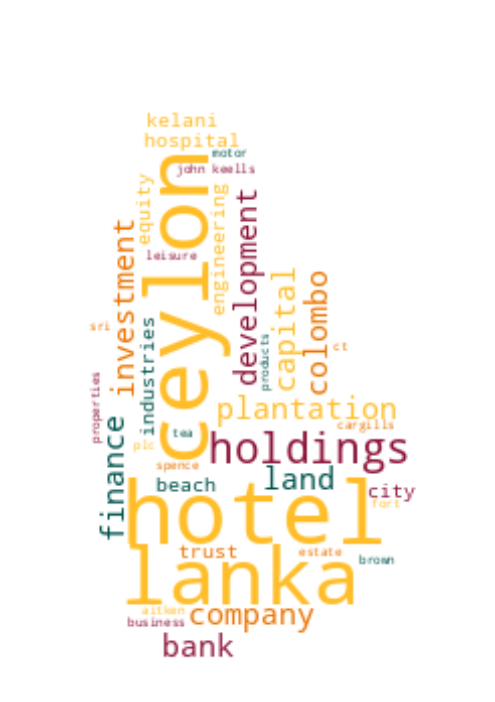 kelani
hospital
motor
john keells
ceylon
equity
engineering
development
leisure
investment
capital
colombo
sri
industries
products
ct
properties
plantation
cargills
finance
tea
plc
holdings
spence
land
beach
city
hotel
fort
trust
estate
brown
lanka
aitken
company
business
bank